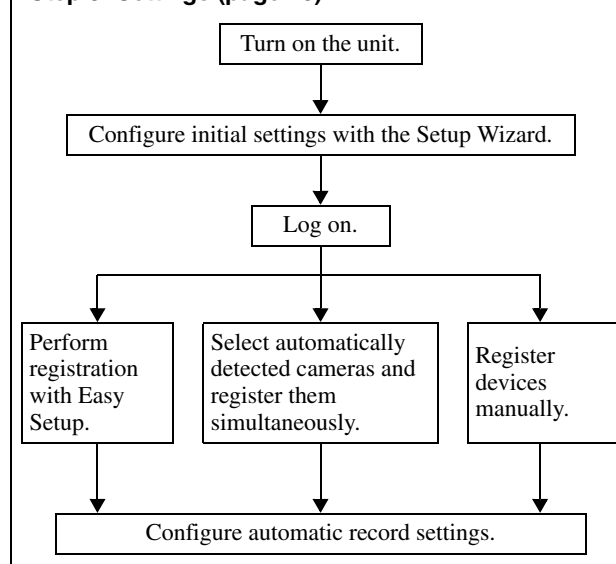 Turn on the unit.
Configure initial settings with the Setup Wizard.
Log on.
Perform
registration
with Easy
Setup.
Select automatically
detected cameras and
register them
simultaneously.
Register
devices
manually.
Configure automatic record settings.